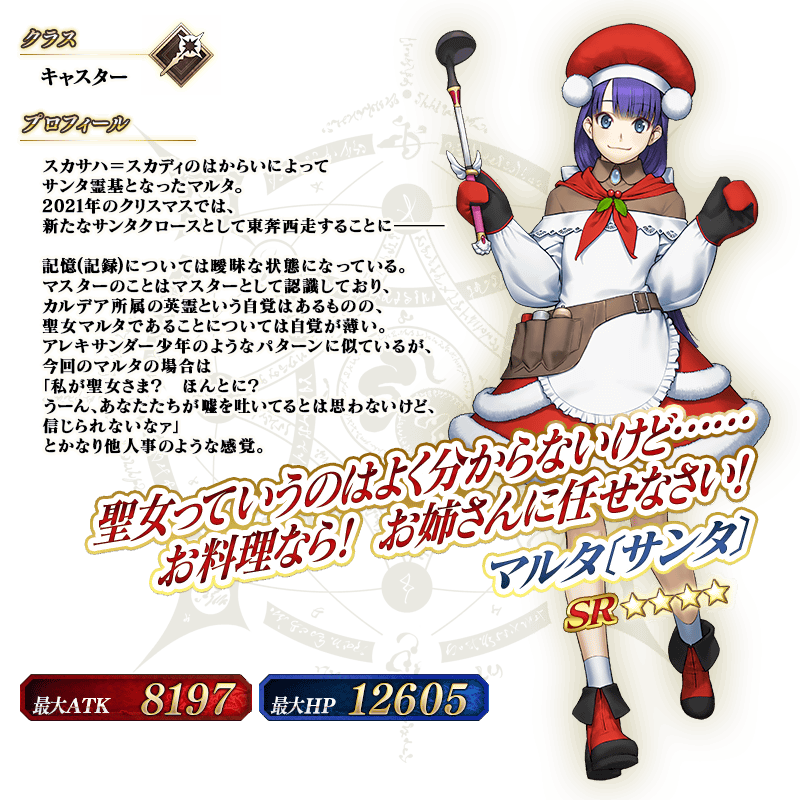 クラス
キャスター
プロフィール
スカサハ=スカディのはからいによって
サンタ霊基となったマルタ。
2021年のクリスマスでは、
新たなサンタクロースとして東奔西走することに―――
記憶(記録)については曖昧な状態になっている。
マスターのことはマスターとして認識しており、
カルデア所属の英霊という自覚はあるものの、
聖女マルタであることについては自覚が薄い。
アレキサンダー少年のようなパターンに似ているが、
今回のマルタの場合は
「私が聖女さま? ほんとに?
うーん、あなたたちが嘘を吐いてるとは思わないけど、
信じられないなァ」
とかなり他人事のような感覚。
聖女っていうのはよく分からないけど……
お料理なら! お姉さんに任せなさい!
マルタ〔サンタ〕
SR
最大ATK 8197
最大HP 12605